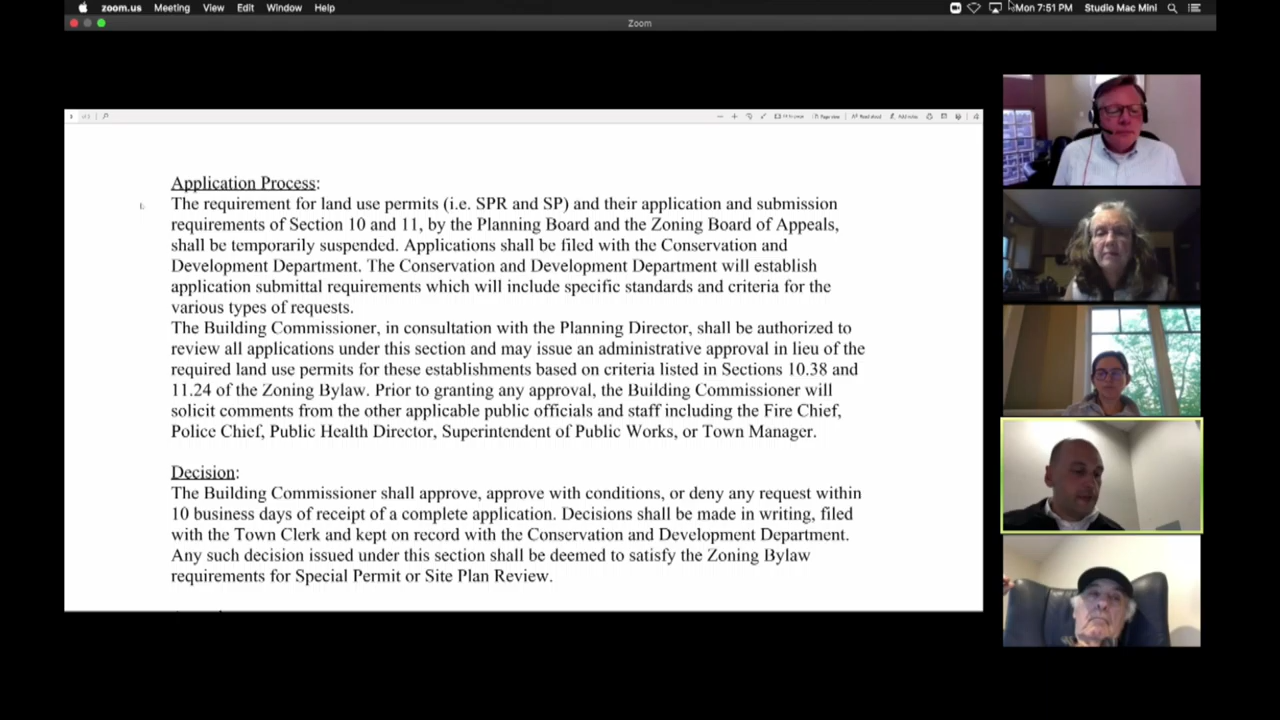 zoom.us Meeting View Edit Window Help Mon 7:51 PM Studio Mac Mini
Zoom
Application Process:
The requirement for land use permits (i.e. SPR and SP) and their application and submission
requirements of Section 10 and 11, by the Planning Board and the Zoning Board of Appeals,
shall be temporarily suspended. Applications shall be filed with the Conservation and
Development Department. The Conservation and Development Department will establish
application submittal requirements which will include specific standards and criteria for the
various types of requests.
The Building Commissioner, in consultation with the Planning Director, shall be authorized to
review all applications under this section and may issue an administrative approval in lieu of the
required land use permits for these establishments based on criteria listed in Sections 10.38 and
11.24 of the Zoning Bylaw. Prior to granting any approval, the Building Commissioner will
solicit comments from the other applicable public officials and staff including the Fire Chief,
Police Chief, Public Health Director, Superintendent of Public Works, or Town Manager.
Decision:
The Building Commissioner shall approve, approve with conditions, or deny any request within
10 business days of receipt of a complete application. Decisions shall be made in writing, filed
with the Town Clerk and kept on record with the Conservation and Development Department.
Any such decision issued under this section shall be deemed to satisfy the Zoning Bylaw
requirements for Special Permit or Site Plan Review.